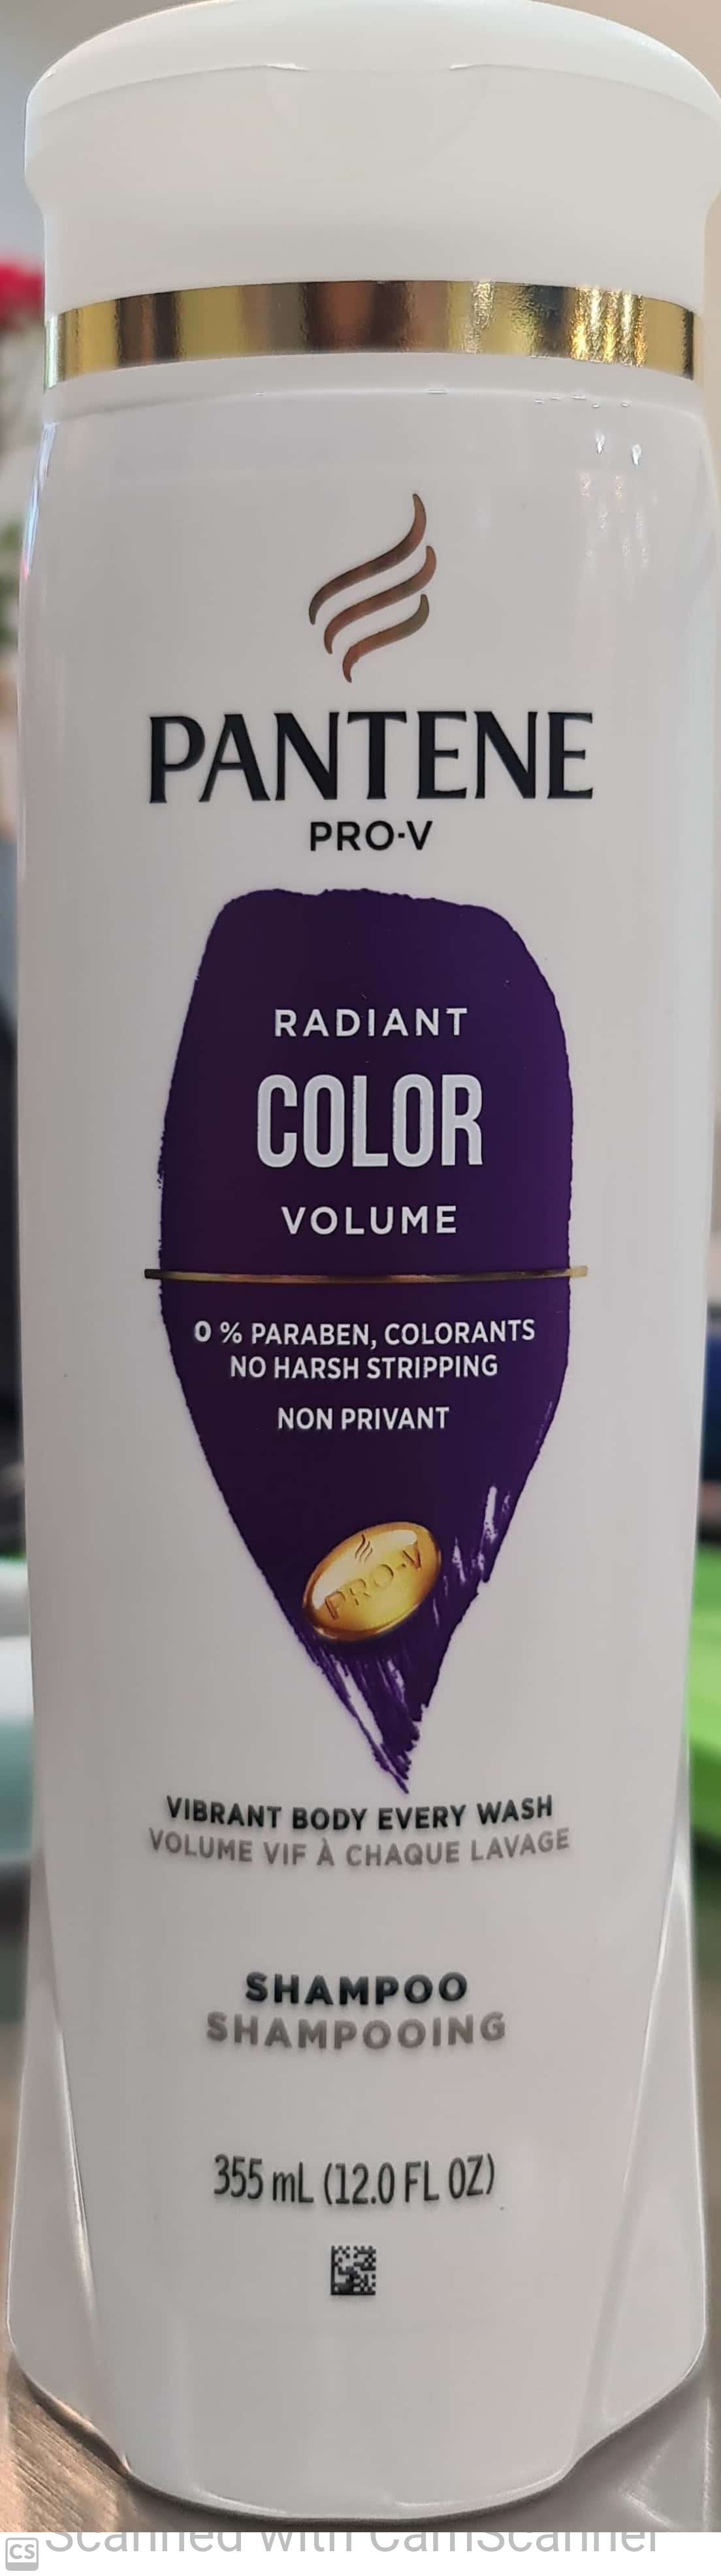 PANTENE
PRO-V
RADIANT
COLOR
VOLUME
0 % PARABEN, COLORANTS
NO HARSH STRIPPING
NON PRIVANT
PRO-V
VIBRANT BODY EVERY WASH
VOLUME VIF À CHAQUE LAVAGE
SHAMPOO
SHAMPOOING
355 mL (12.0 FL OZ)
CS Scanned with CamScanner